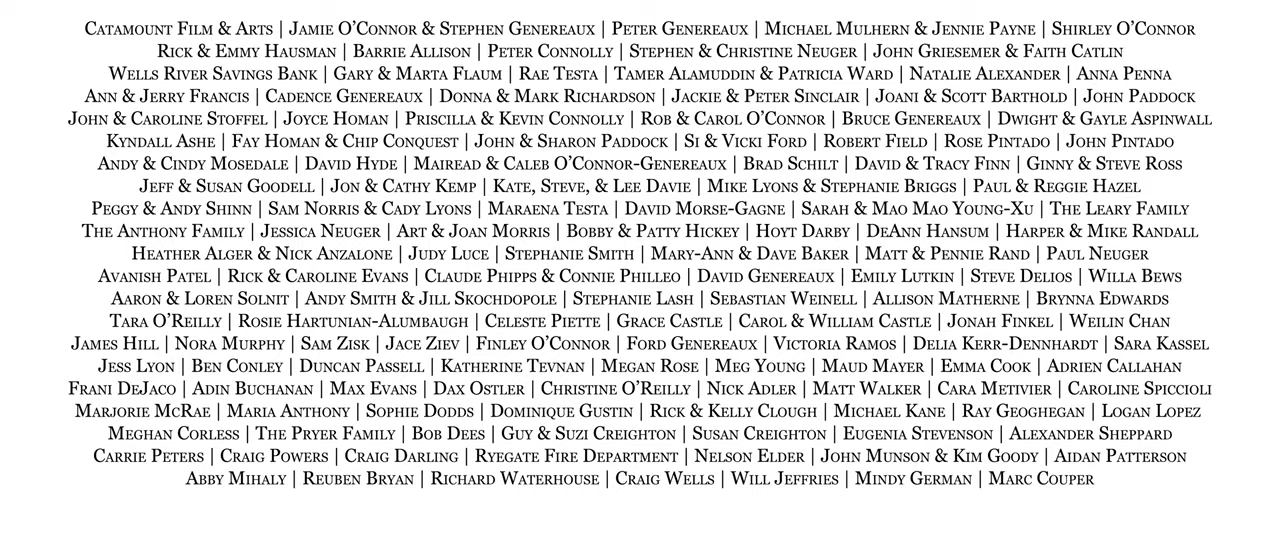 Catamount Film & Arts | Jamie O’Connor & Stephen Genereaux | Peter Genereaux | Michael Mulhern & Jennie Payne | Shirley O’Connor
Rick & Emmy Hausman | Barrie Allison | Peter Connolly | Stephen & Christine Neuger | John Griesemer & Faith Catlin
Wells River Savings Bank | Gary & Marta Flaum | Rae Testa | Tamer Alamuddin & Patricia Ward | Natalie Alexander | Anna Penna
Ann & Jerry Francis | Cadence Genereaux | Donna & Mark Richardson | Jackie & Peter Sinclair | Joani & Scott Barthold | John Paddock
John & Caroline Stoffel | Joyce Homan | Priscilla & Kevin Connolly | Rob & Carol O’Connor | Bruce Genereaux | Dwight & Gayle Aspinwall
Kyndall Ashe | Fay Homan & Chip Conquest | John & Sharon Paddock | Si & Vicki Ford | Robert Field | Rose Pintado | John Pintado
Andy & Cindy Mosedale | David Hyde | Mairead & Caleb O’Connor-Genereaux | Brad Schilt | David & Tracy Finn | Ginny & Steve Ross
Jeff & Susan Goodell | Jon & Cathy Kemp | Kate, Steve, & Lee Davie | Mike Lyons & Stephanie Briggs | Paul & Reggie Hazel
Peggy & Andy Shinn | Sam Norris & Cady Lyons | Maraena Testa | David Morse-Gagne | Sarah & Mao Mao Young-Xu | The Leary Family
The Anthony Family | Jessica Neuger | Art & Joan Morris | Bobby & Patty Hickey | Hoyt Darby | DeAnn Hansum | Harper & Mike Randall
Heather Alger & Nick Anzalone | Judy Luce | Stephanie Smith | Mary-Ann & Dave Baker | Matt & Pennie Rand | Paul Neuger
Avanish Patel | Rick & Caroline Evans | Claude Phipps & Connie Philleo | David Genereaux | Emily Lutkin | Steve Delios | Willa Bews
Aaron & Loren Solnit | Andy Smith & Jill Skochdopole | Stephanie Lash | Sebastian Weinell | Allison Matherne | Brynna Edwards
Tara O’Reilly | Rosie Hartunian-Alumbaugh | Celeste Piette | Grace Castle | Carol & William Castle | Jonah Finkel | Weilin Chan
James Hill | Nora Murphy | Sam Zisk | Jace Ziev | Finley O’Connor | Ford Genereaux | Victoria Ramos | Delia Kerr-Dennhardt | Sara Kassel
Jess Lyon | Ben Conley | Duncan Passell | Katherine Tevnan | Megan Rose | Meg Young | Maud Mayer | Emma Cook | Adrien Callahan
Frani DeJaco | Adin Buchanan | Max Evans | Dax Ostler | Christine O’Reilly | Nick Adler | Matt Walker | Cara Metivier | Caroline Spiccioli
Marjorie McRae | Maria Anthony | Sophie Dodds | Dominique Gustin | Rick & Kelly Clough | Michael Kane | Ray Geoghegan | Logan Lopez
Meghan Corless | The Pryer Family | Bob Dees | Guy & Suzi Creighton | Susan Creighton | Eugenia Stevenson | Alexander Sheppard
Carrie Peters | Craig Powers | Craig Darling | Ryegate Fire Department | Nelson Elder | John Munson & Kim Goody | Aidan Patterson
Abby Mihaly | Reuben Bryan | Richard Waterhouse | Craig Wells | Will Jeffries | Mindy German | Marc Couper